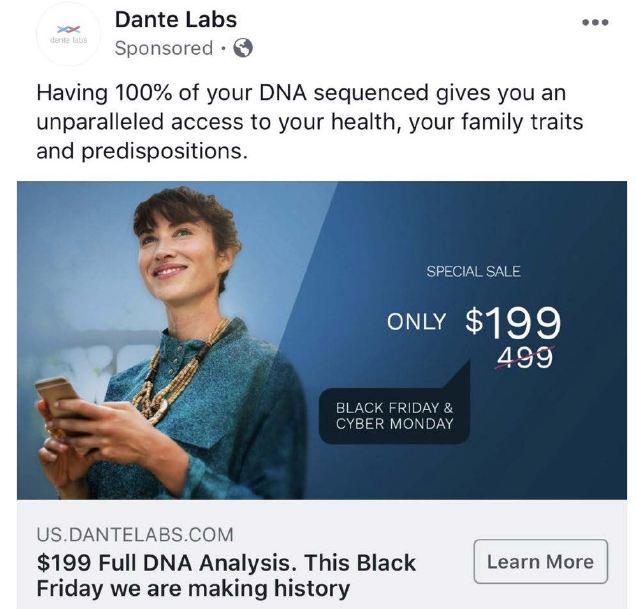 Dante Labs
dante labs
Sponsored ·
Having 100% of your DNA sequenced gives you an
unparalleled access to your health, your family traits
and predispositions.
SPECIAL SALE
ONLY $199
499
BLACK FRIDAY &
CYBER MONDAY
US.DANTELABS.COM
$199 Full DNA Analysis. This Black
Friday we are making history
Learn More